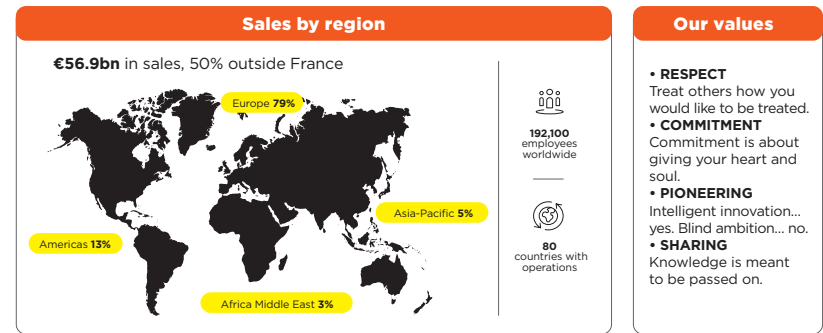 Sales by region
€56.9bn in sales, 50% outside France
Europe 79%
Asia-Pacific 5%
Americas 13%
Africa Middle East 3%
192,100
employees
worldwide
80
countries with
operations
Our values
• RESPECT
Treat others how you
would like to be treated.
• COMMITMENT
Commitment is about
giving your heart and
soul.
• PIONEERING
Intelligent innovation...
yes. Blind ambition... no.
• SHARING
Knowledge is meant
to be passed on.